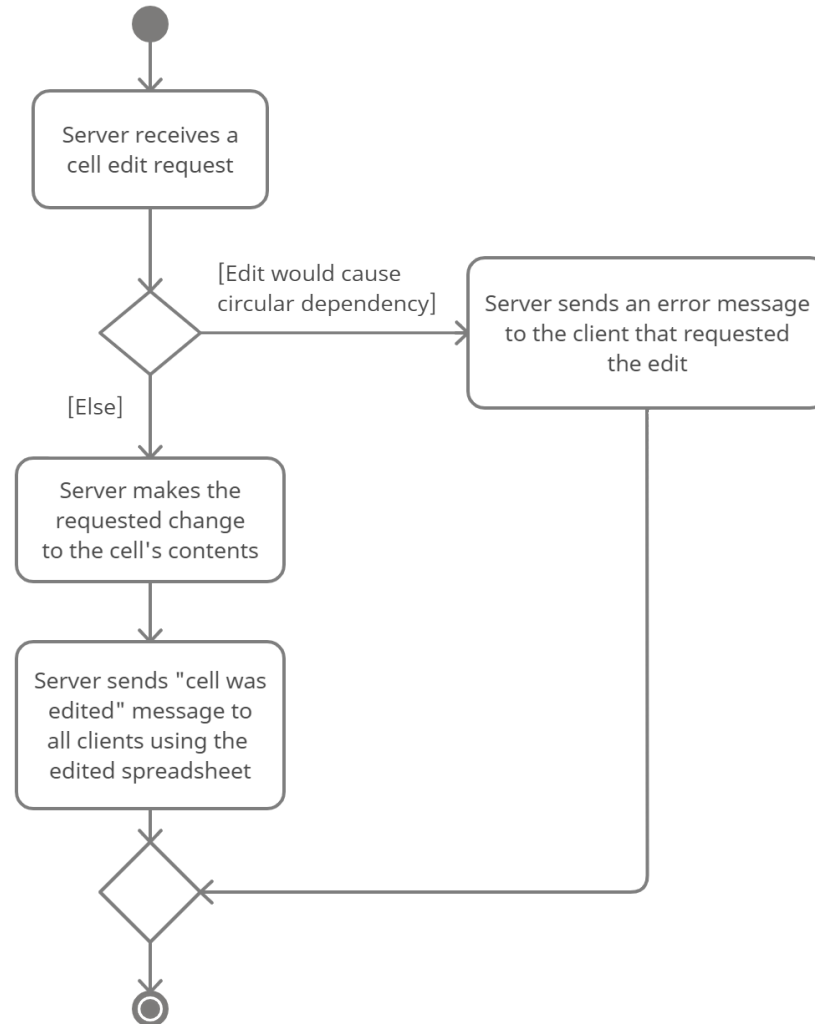 Server receives a
cell edit request
[Edit would cause
circular dependency]
Server sends an error message
to the client that requested
the edit
[Else]
Server makes the
requested change
to the cell's contents
Server sends "cell was
edited" message to
all clients using the
edited spreadsheet